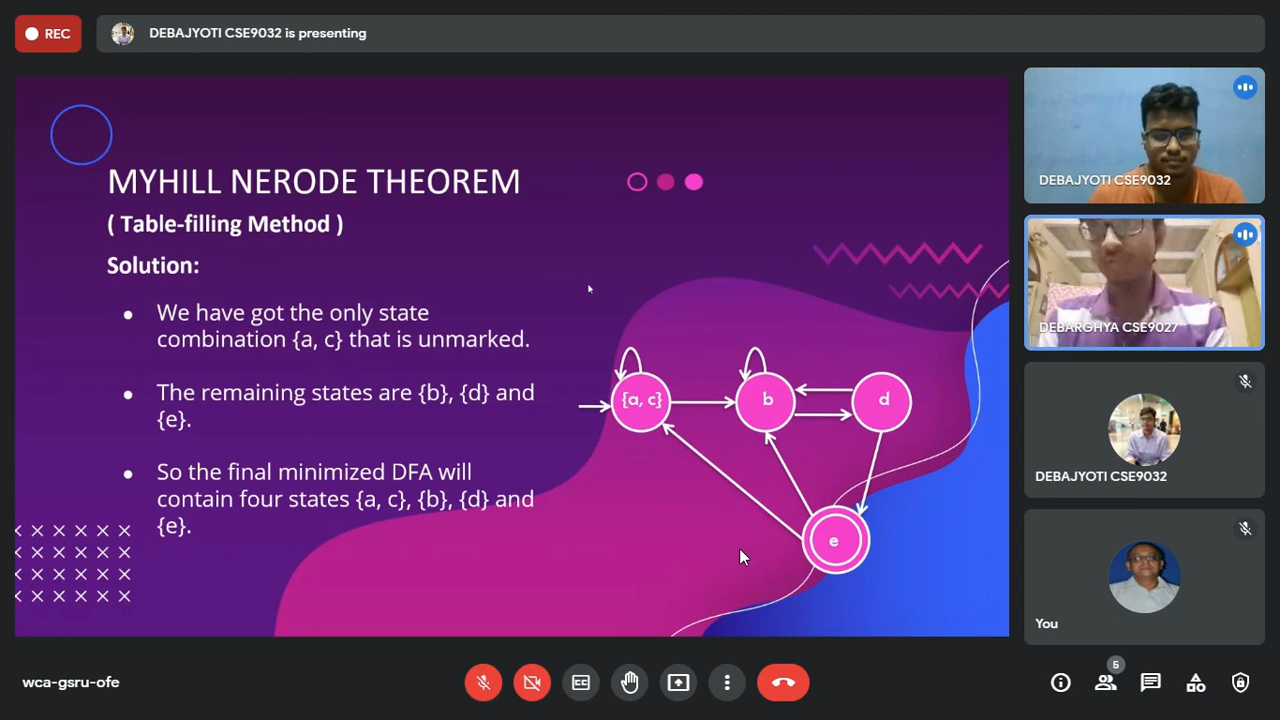 REC
DEBAJYOTI CSE9032 is presenting
MYHILL NERODE THEOREM
( Table-filling Method )
Solution:
● We have got the only state
combination {a, c} that is unmarked.
● The remaining states are {b}, {d} and
{e}.
● So the final minimized DFA will
contain four states {a, c}, {b}, {d} and
{e}.
{a, c}
b
d
e
DEBAJYOTI CSE9032
DEBARGHYA CSE9027
DEBAJYOTI CSE9032
You
wca-gsru-ofe
CC
5